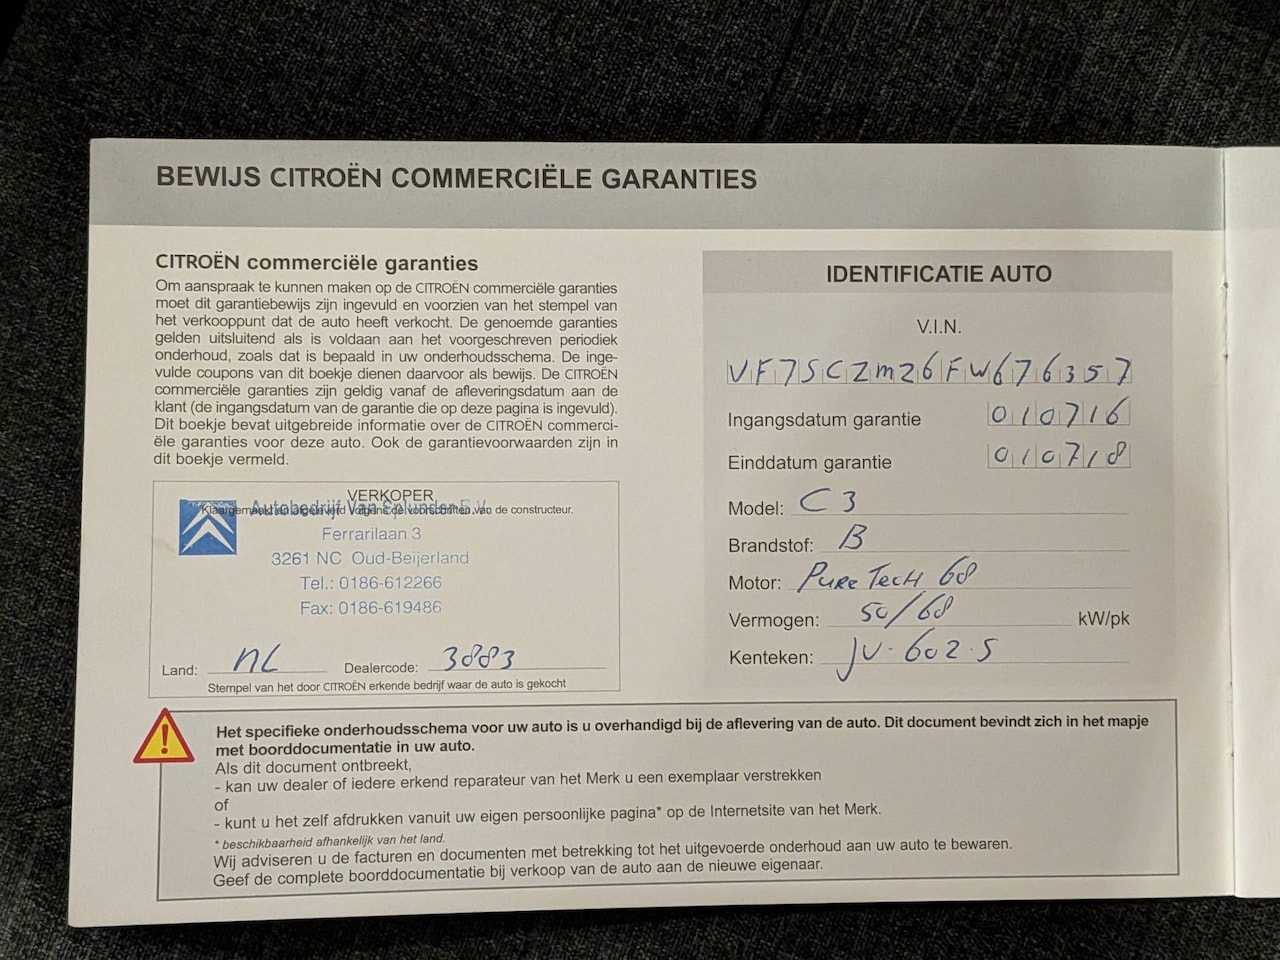 BEWIJS CITROËN COMMERCIËLE GARANTIES
CITROËN commerciële garanties
Om aanspraak te kunnen maken op de CITROËN commerciële garanties
moet dit garantiebewijs zijn ingevuld en voorzien van het stempel van
het verkooppunt dat de auto heeft verkocht. De genoemde garanties
gelden uitsluitend als is voldaan aan het voorgeschreven periodiek
onderhoud, zoals dat is bepaald in uw onderhoudsschema. De inge-
vulde coupons van dit boekje dienen daarvoor als bewijs. De CITROËN
commerciële garanties zijn geldig vanaf de afleveringsdatum aan de
klant (de ingangsdatum van de garantie die op deze pagina is ingevuld).
Dit boekje bevat uitgebreide informatie over de CITROËN commerci-
ële garanties voor deze auto. Ook de garantievoorwaarden zijn in
dit boekje vermeld.
VERKOPER
Klaargemaakt en afgeleverd volgens de voorschriften van de constructeur.
Autobedrijf Van Splunder B.V.
Ferrarilaan 3
3261 NC Oud-Beijerland
Tel.: 0186-612266
Fax: 0186-619486
Land: NL Dealercode: 3883
Stempel van het door CITROËN erkende bedrijf waar de auto is gekocht
IDENTIFICATIE AUTO
V.I.N.
VF7SCZM26FW676357
Ingangsdatum garantie 010716
Einddatum garantie 010718
Model: C3
Brandstof: B
Motor: PureTecH 68
Vermogen: 50/68 kW/pk
Kenteken: JV-602-S
Het specifieke onderhoudsschema voor uw auto is u overhandigd bij de aflevering van de auto. Dit document bevindt zich in het mapje
met boorddocumentatie in uw auto.
Als dit document ontbreekt,
- kan uw dealer of iedere erkend reparateur van het Merk u een exemplaar verstrekken
of
- kunt u het zelf afdrukken vanuit uw eigen persoonlijke pagina* op de Internetsite van het Merk.
* beschikbaarheid afhankelijk van het land.
Wij adviseren u de facturen en documenten met betrekking tot het uitgevoerde onderhoud aan uw auto te bewaren.
Geef de complete boorddocumentatie bij verkoop van de auto aan de nieuwe eigenaar.